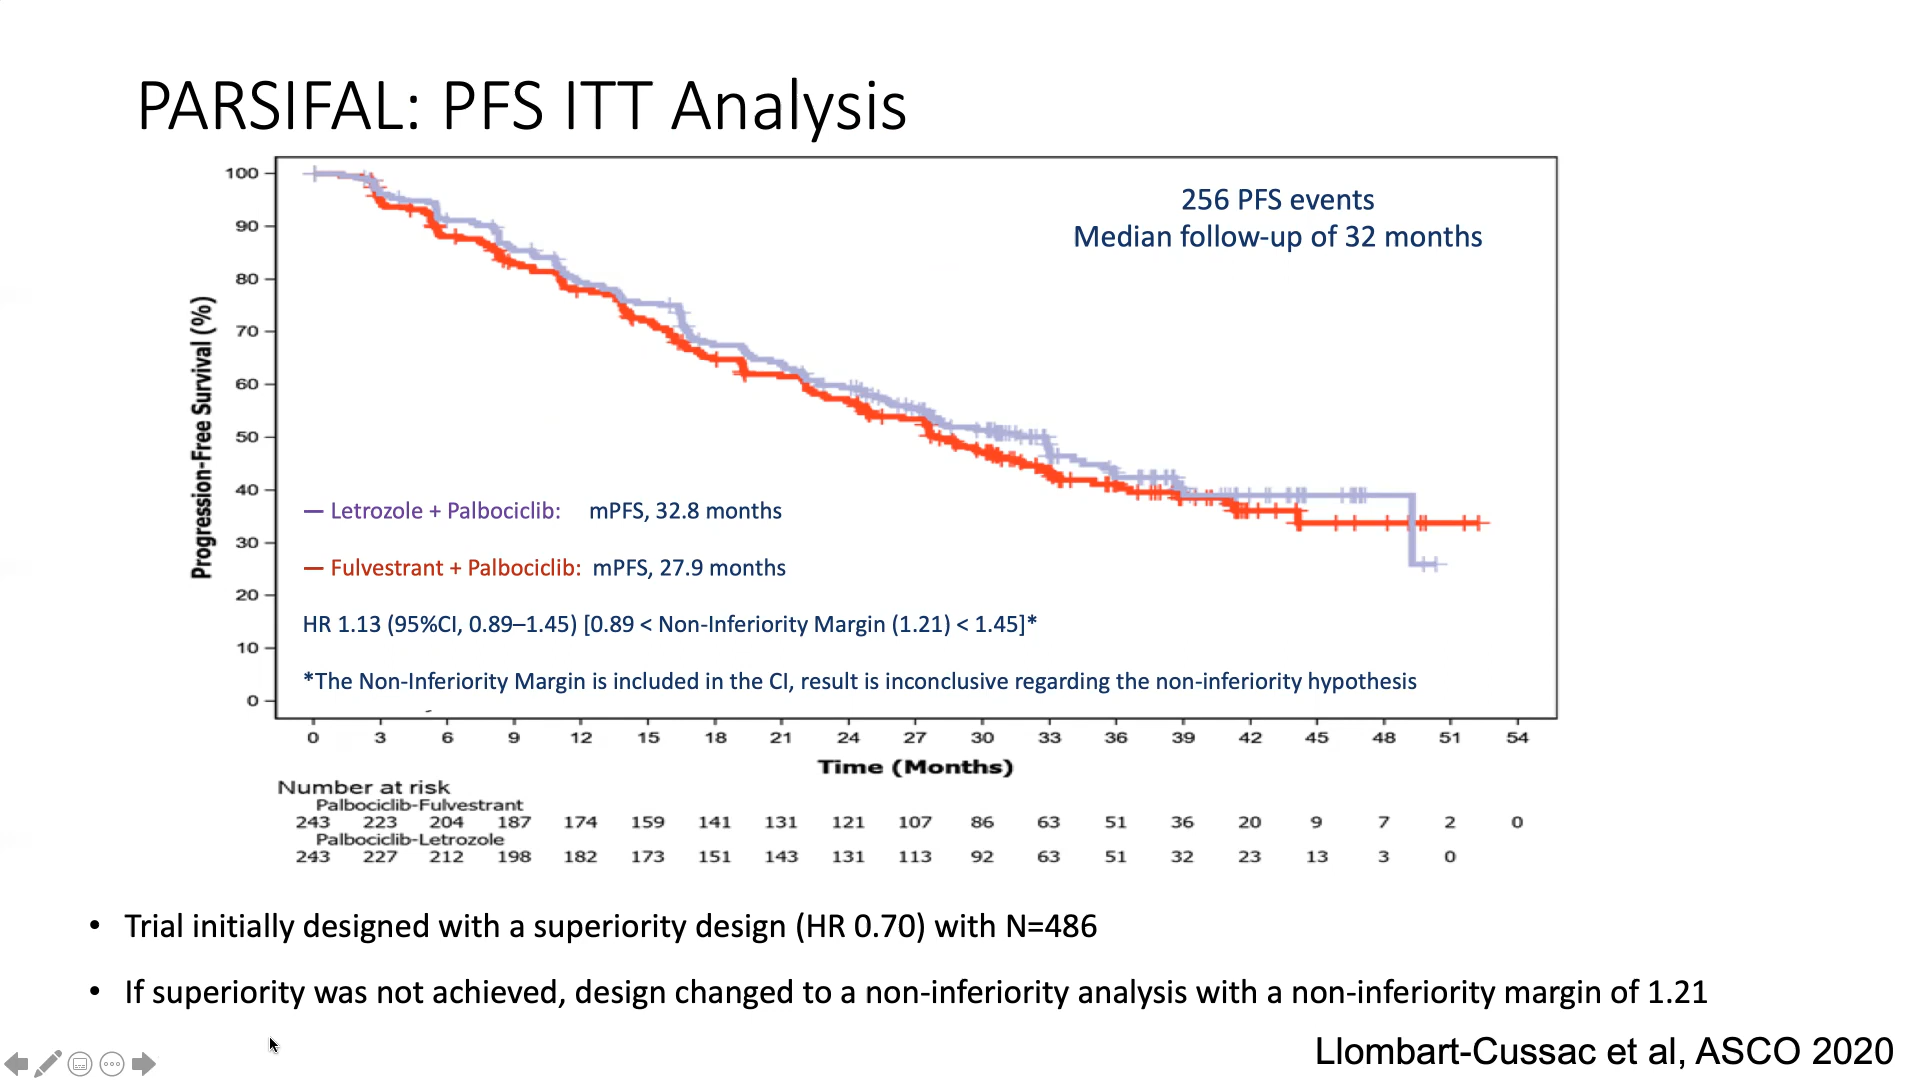 PARSIFAL: PFS ITT Analysis
256 PFS events
Median follow-up of 32 months
Progression-Free Survival (%)
100
90
80
70
60
50
40
30
20
10
0
— Letrozole + Palbociclib: mPFS, 32.8 months
— Fulvestrant + Palbociclib: mPFS, 27.9 months
HR 1.13 (95%CI, 0.89–1.45) [0.89 < Non-Inferiority Margin (1.21) < 1.45]*
*The Non-Inferiority Margin is included in the CI, result is inconclusive regarding the non-inferiority hypothesis
0 3 6 9 12 15 18 21 24 27 30 33 36 39 42 45 48 51 54
Time (Months)
Number at risk
Palbociclib-Fulvestrant
243 223 204 187 174 159 141 131 121 107 86 63 51 36 20 9 7 2 0
Palbociclib-Letrozole
243 227 212 198 182 173 151 143 131 113 92 63 51 32 23 13 3 0
• Trial initially designed with a superiority design (HR 0.70) with N=486
• If superiority was not achieved, design changed to a non-inferiority analysis with a non-inferiority margin of 1.21
Llombart-Cussac et al, ASCO 2020